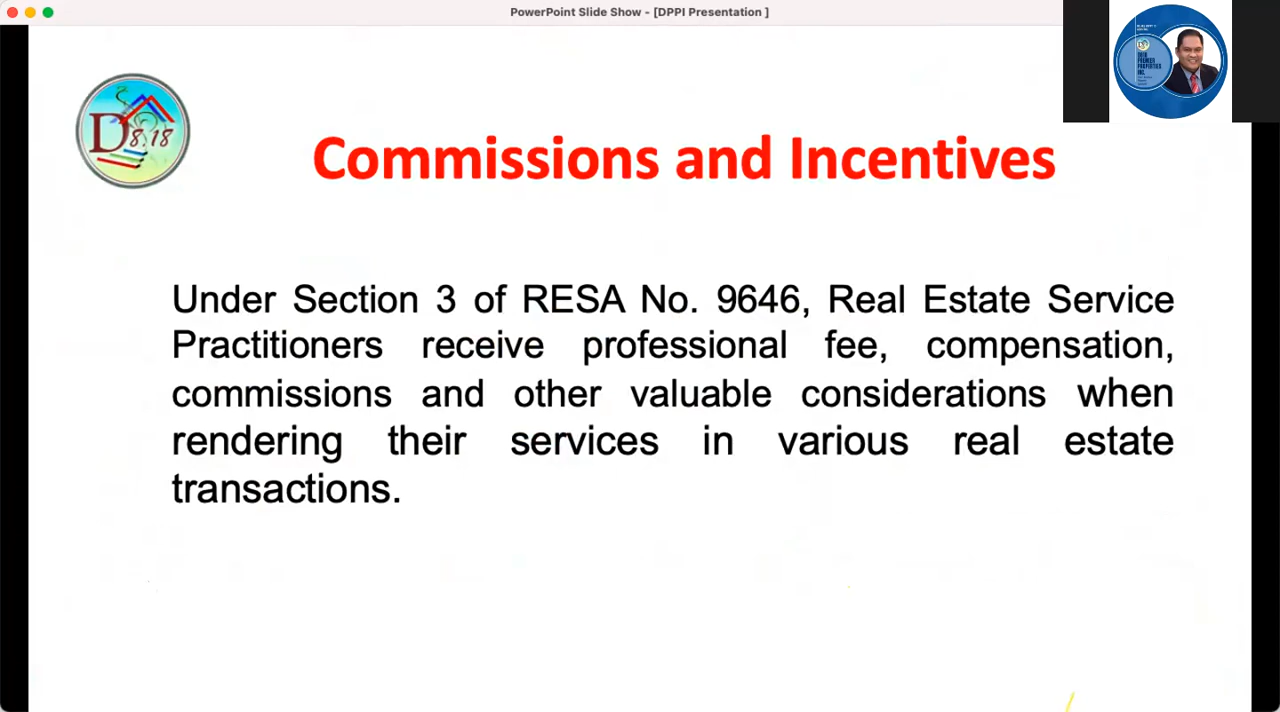 PowerPoint Slide Show - [DPPI Presentation ]
D 8.18
Commissions and Incentives
Under Section 3 of RESA No. 9646, Real Estate Service
Practitioners receive professional fee, compensation,
commissions and other valuable considerations when
rendering their services in various real estate
transactions.